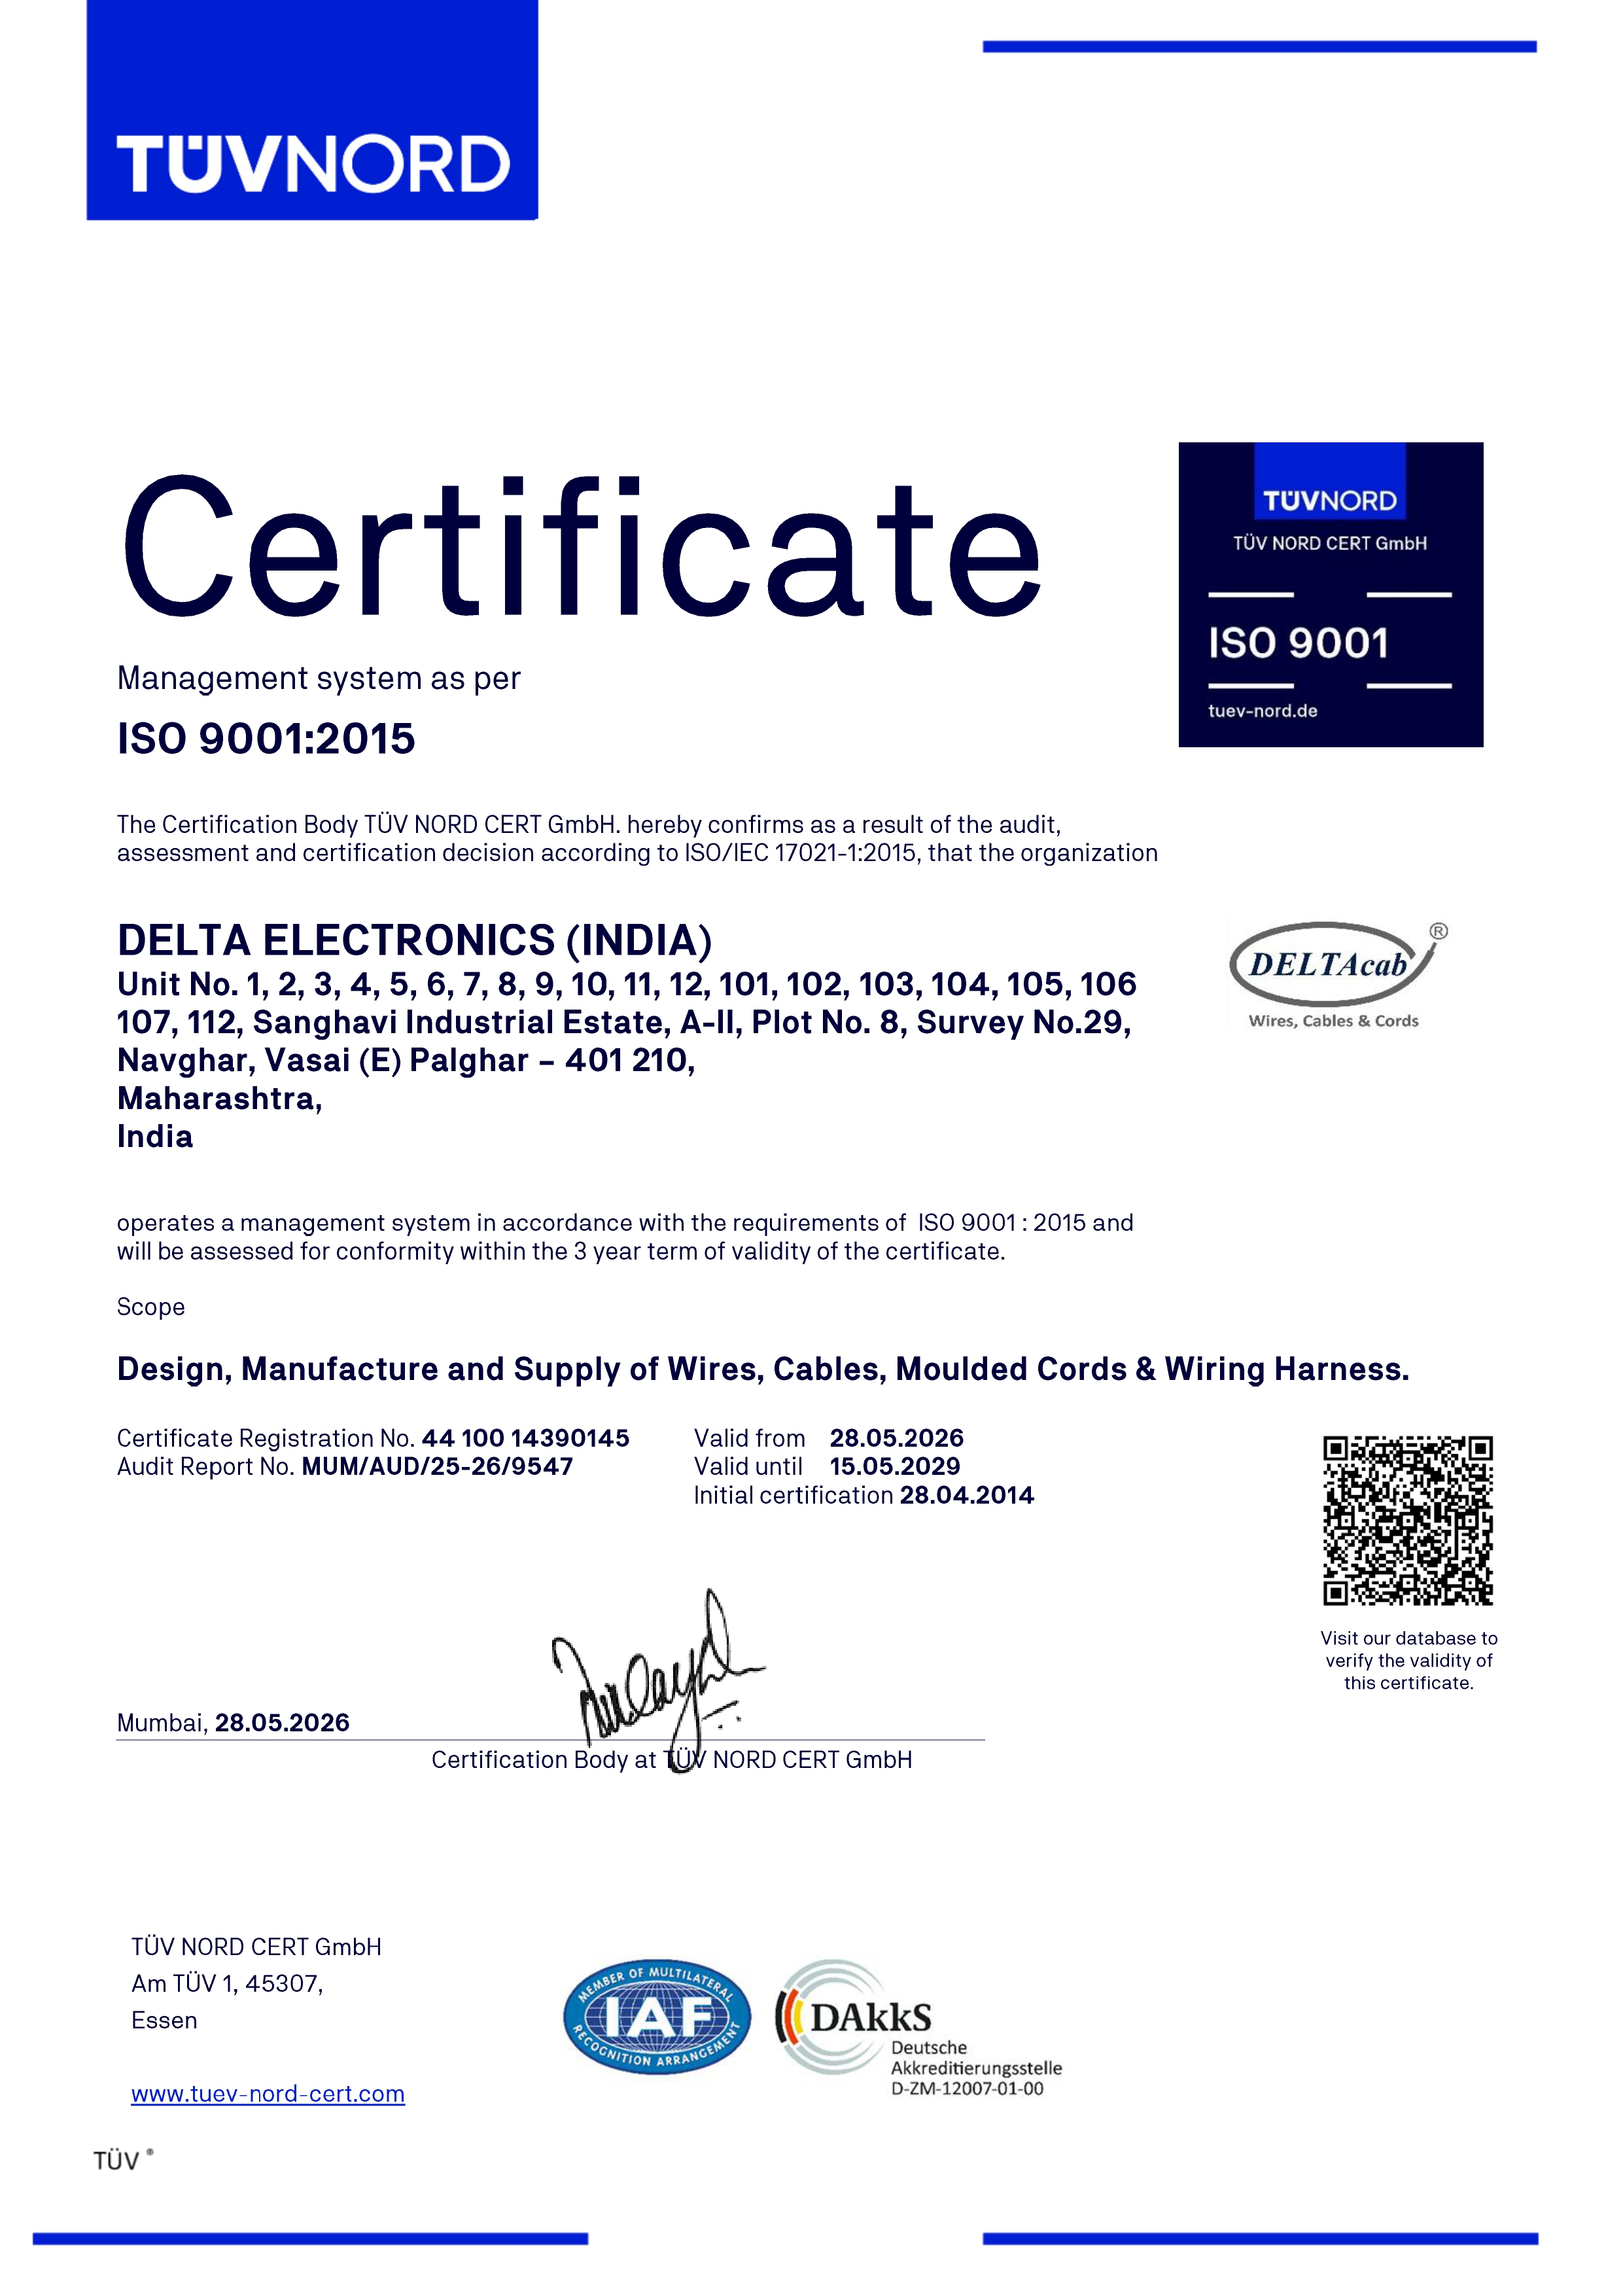 TÜVNORD
Certificate
TÜVNORD
TÜV NORD CERT GmbH
ISO 9001
tuev-nord.de
Management system as per
ISO 9001:2015
The Certification Body TÜV NORD CERT GmbH. hereby confirms as a result of the audit,
assessment and certification decision according to ISO/IEC 17021-1:2015, that the organization
DELTA ELECTRONICS (INDIA)
Unit No. 1, 2, 3, 4, 5, 6, 7, 8, 9, 10, 11, 12, 101, 102, 103, 104, 105, 106
107, 112, Sanghavi Industrial Estate, A-II, Plot No. 8, Survey No.29,
Navghar, Vasai (E) Palghar – 401 210,
Maharashtra,
India
DELTAcab ®
Wires, Cables & Cords
operates a management system in accordance with the requirements of ISO 9001 : 2015 and
will be assessed for conformity within the 3 year term of validity of the certificate.
Scope
Design, Manufacture and Supply of Wires, Cables, Moulded Cords & Wiring Harness.
Certificate Registration No. 44 100 14390145
Audit Report No. MUM/AUD/25-26/9547
Valid from 28.05.2026
Valid until 15.05.2029
Initial certification 28.04.2014
Visit our database to
verify the validity of
this certificate.
Mumbai, 28.05.2026
Certification Body at TÜV NORD CERT GmbH
TÜV NORD CERT GmbH
Am TÜV 1, 45307,
Essen
www.tuev-nord-cert.com
MEMBER OF MULTILATERAL
IAF
RECOGNITION ARRANGEMENT
DAkkS
Deutsche
Akkreditierungsstelle
D-ZM-12007-01-00
TÜV ®